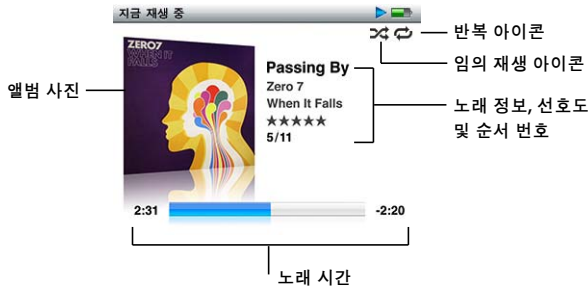 지금 재생 중
반복 아이콘
임의 재생 아이콘
앨범 사진
ZERO7
WHEN IT
FALLS
Passing By
Zero 7
When It Falls
★★★★★
5/11
노래 정보, 선호도
및 순서 번호
2:31
-2:20
노래 시간